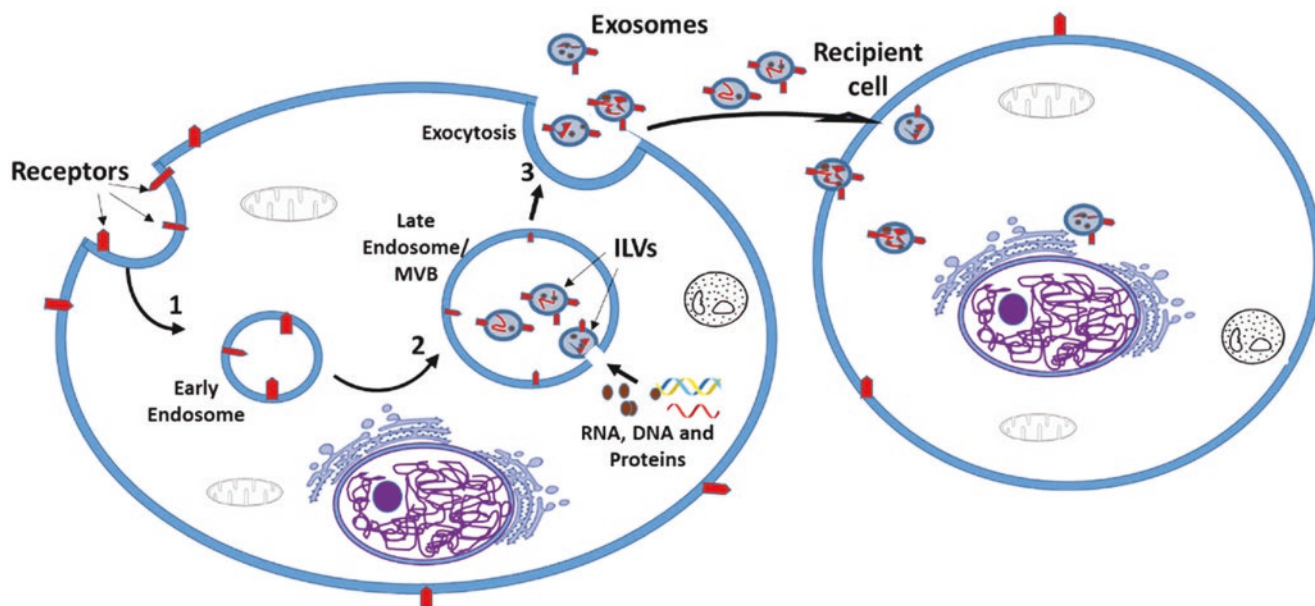 Exosomes
Recipient
cell
Exocytosis
Receptors
3
Late
Endosome/
MVB
ILVs
1
2
Early
Endosome
RNA, DNA and
Proteins